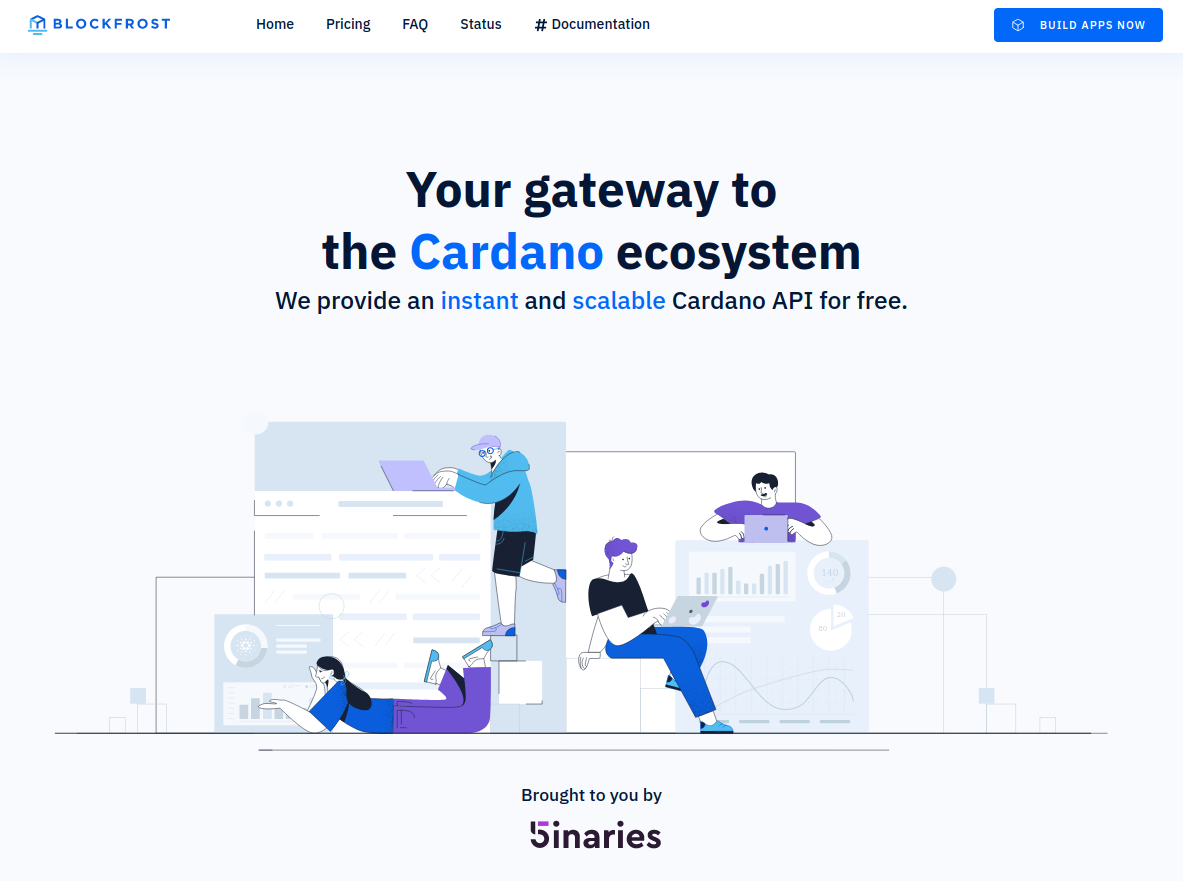 BLOCKFROST
Home
Pricing
FAQ
Status
# Documentation
BUILD APPS NOW
Your gateway to
the Cardano ecosystem
We provide an instant and scalable Cardano API for free.
140
20
80
Brought to you by
5inaries